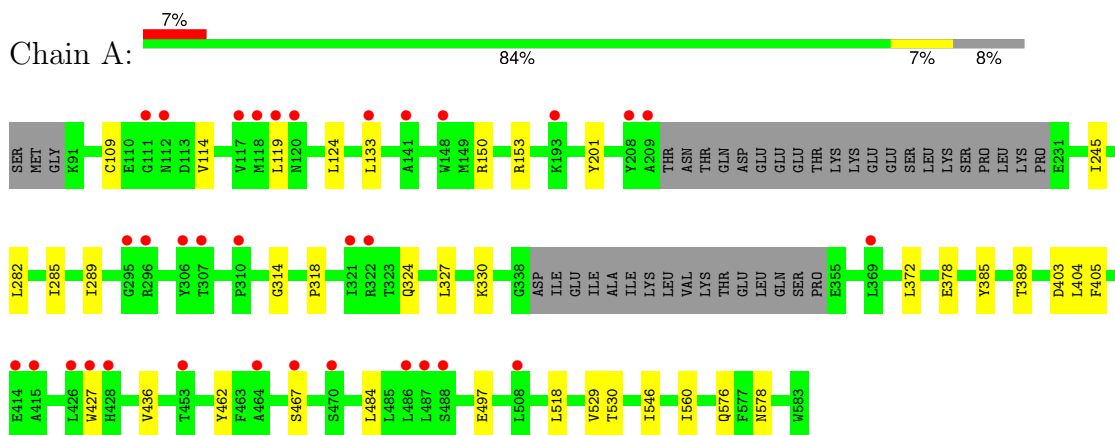 7%
Chain A:
84% 7% 8%
SER MET GLY K91 C109 E110 G111 N112 D113 V114 V117 M118 L119 N120 L124 L133 A141 W148 M149 R150 R153 K193 Y201 Y208 A209 THR ASN THR THR GLN ASP GLU GLU GLU THR LYS LYS GLU GLU SER LEU LYS SER PRO LEU LYS PRO E231 I245
L282 I285 I289 G295 R296 Y306 T307 P310 G314 P318 I321 R322 T323 Q324 L327 K330 G338 ASP ILE GLU ILE ALA ILE LYS LEU VAL LYS THR GLU LEU GLN SER PRO E355 L369 L372 E378 Y385 T389 D403 L404 F405
E414 A415 L426 W427 H428 V436 T453 Y462 F463 A464 S467 S470 L484 L485 L486 L487 S488 E497 L508 L518 V529 T530 I546 I560 Q576 F577 N578 W583